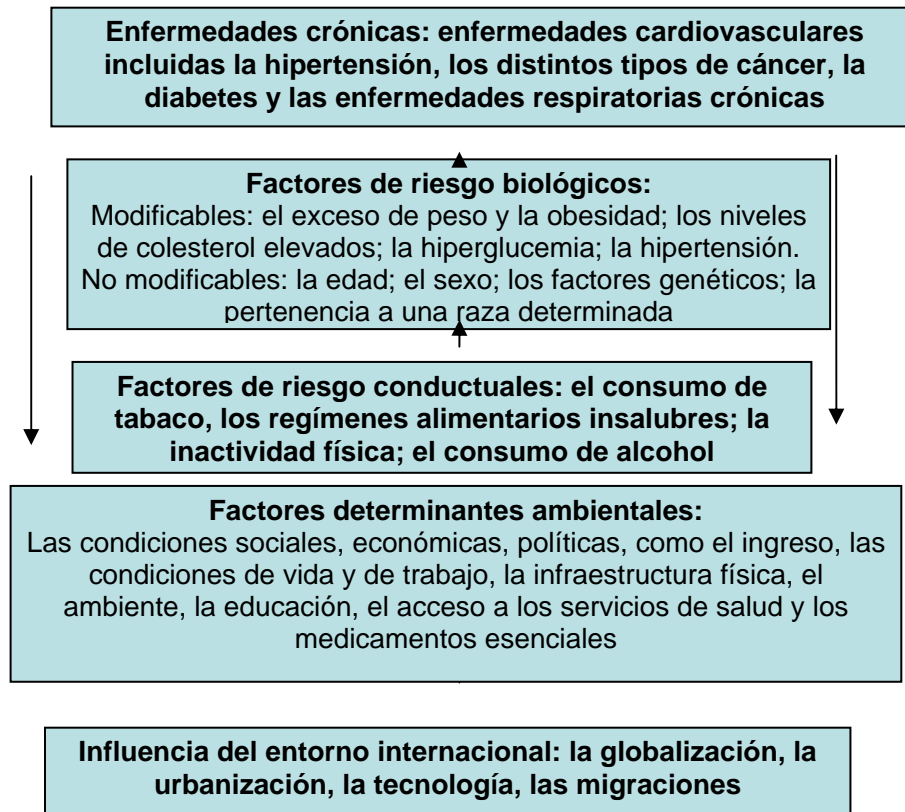 Enfermedades crónicas: enfermedades cardiovasculares
incluidas la hipertensión, los distintos tipos de cáncer, la
diabetes y las enfermedades respiratorias crónicas
Factores de riesgo biológicos:
Modificables: el exceso de peso y la obesidad; los niveles
de colesterol elevados; la hiperglucemia; la hipertensión.
No modificables: la edad; el sexo; los factores genéticos; la
pertenencia a una raza determinada
Factores de riesgo conductuales: el consumo de
tabaco, los regímenes alimentarios insalubres; la
inactividad física; el consumo de alcohol
Factores determinantes ambientales:
Las condiciones sociales, económicas, políticas, como el ingreso, las
condiciones de vida y de trabajo, la infraestructura física, el
ambiente, la educación, el acceso a los servicios de salud y los
medicamentos esenciales
Influencia del entorno internacional: la globalización, la
urbanización, la tecnología, las migraciones